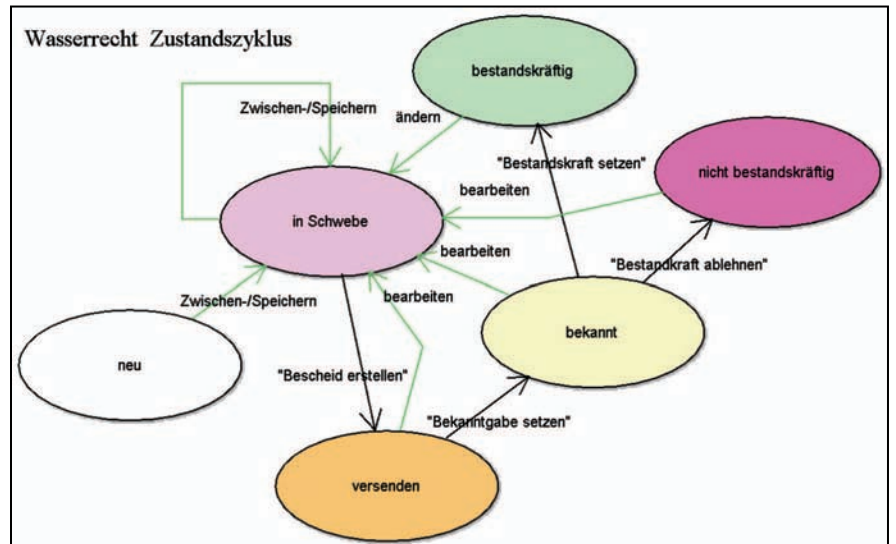 Wasserrecht Zustandszyklus
bestandskräftig
Zwischen-/Speichern
ändern
"Bestandskraft setzen"
nicht bestandskräftig
bearbeiten
in Schwebe
bearbeiten
"Bestandkraft ablehnen"
Zwischen-/Speichern
bearbeiten
bekannt
neu
"Bescheid erstellen"
"Bekanntgabe setzen"
versenden